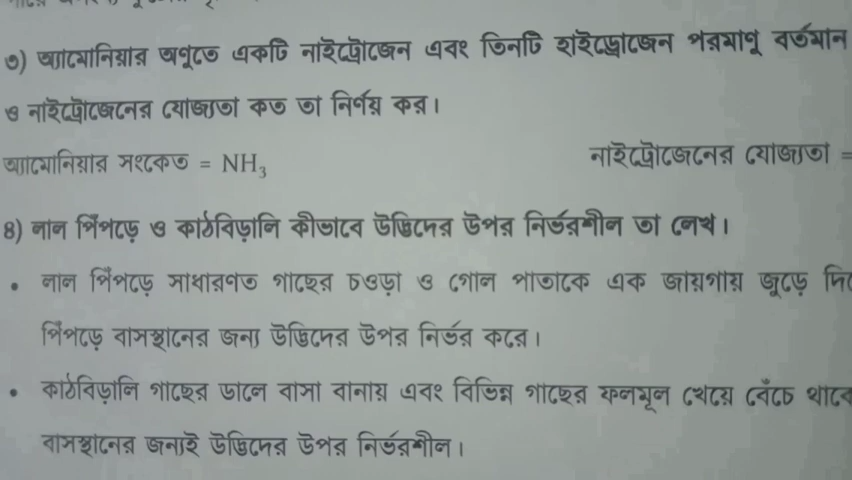 ৩) অ্যামোনিয়ার অণুতে একটি নাইট্রোজেন এবং তিনটি হাইড্রোজেন পরমাণু বর্তমান
ও নাইট্রোজেনের যোজ্যতা কত তা নির্ণয় কর।
অ্যামোনিয়ার সংকেত = NH₃ নাইট্রোজেনের যোজ্যতা =
৪) লাল পিঁপড়ে ও কাঠবিড়ালি কীভাবে উদ্ভিদের উপর নির্ভরশীল তা লেখ।
• লাল পিঁপড়ে সাধারণত গাছের চওড়া ও গোল পাতাকে এক জায়গায় জুড়ে
পিঁপড়ে বাসস্থানের জন্য উদ্ভিদের উপর নির্ভর করে।
• কাঠবিড়ালি গাছের ডালে বাসা বানায় এবং বিভিন্ন গাছের ফলমূল খেয়ে বেঁচে থাকে
বাসস্থানের জন্যই উদ্ভিদের উপর নির্ভরশীল।